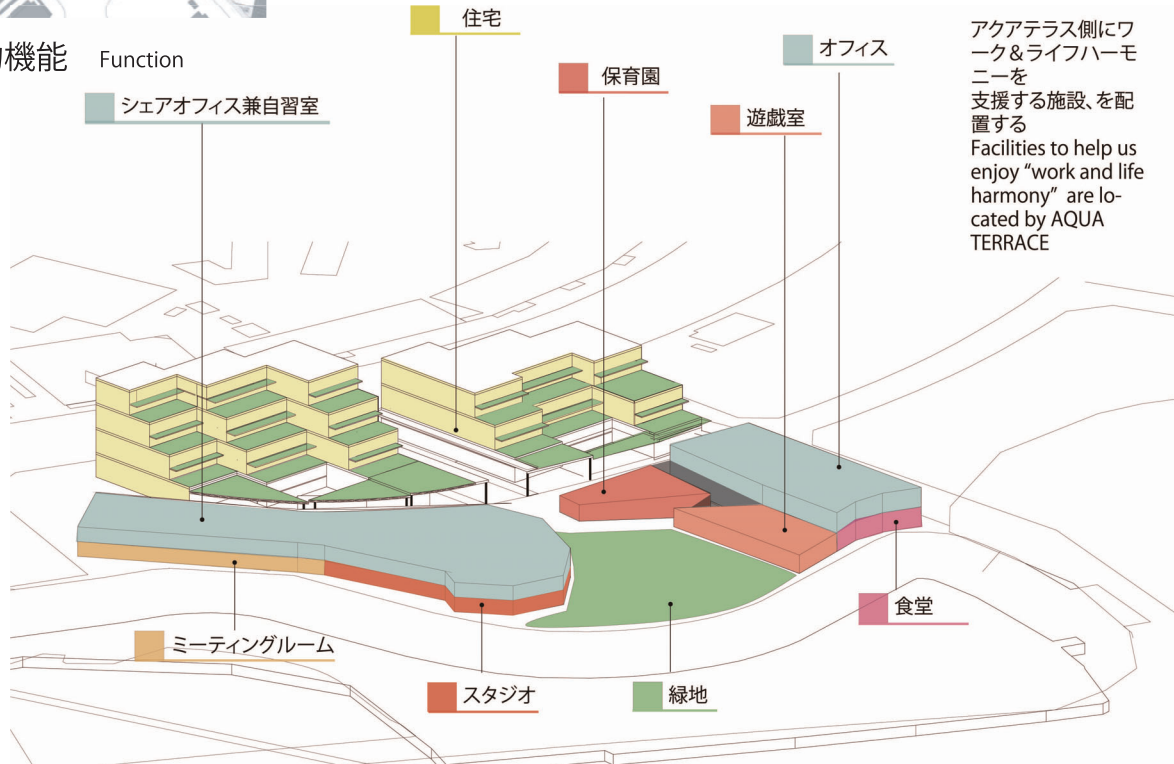 住宅
オフィス
機能 Function
保育園
シェアオフィス兼自習室
遊戯室
アクアテラス側にワ
ーク＆ライフハーモ
ニーを
支援する施設、を配
置する
Facilities to help us
enjoy “work and life
harmony” are lo-
cated by AQUA
TERRACE
食堂
ミーティングルーム
スタジオ
緑地